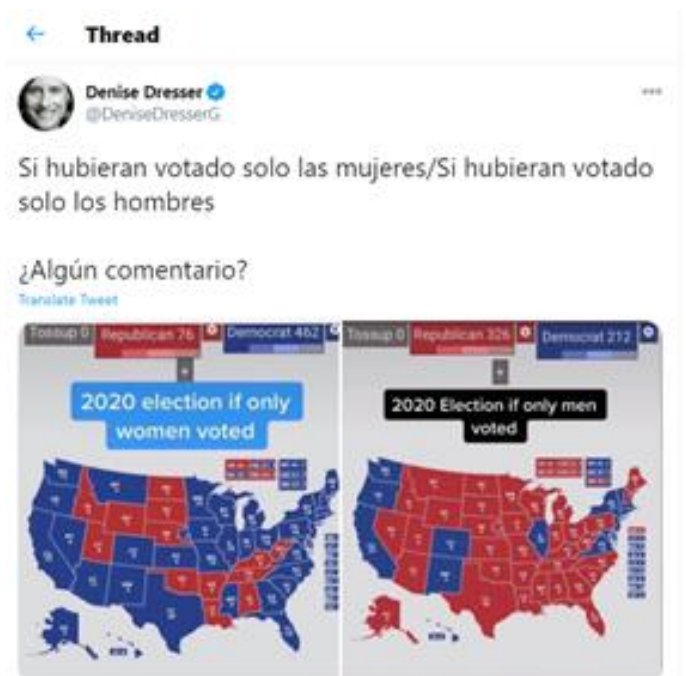 Thread
Denise Dresser
@DeniseDresserG
Si hubieran votado solo las mujeres/Si hubieran votado
solo los hombres
¿Algún comentario?
Translate Tweet
Tossup 0 Republican 76 Democrat 462
2020 election if only
women voted
Tossup 0 Republican 326 Democrat 212
2020 Election if only men
voted